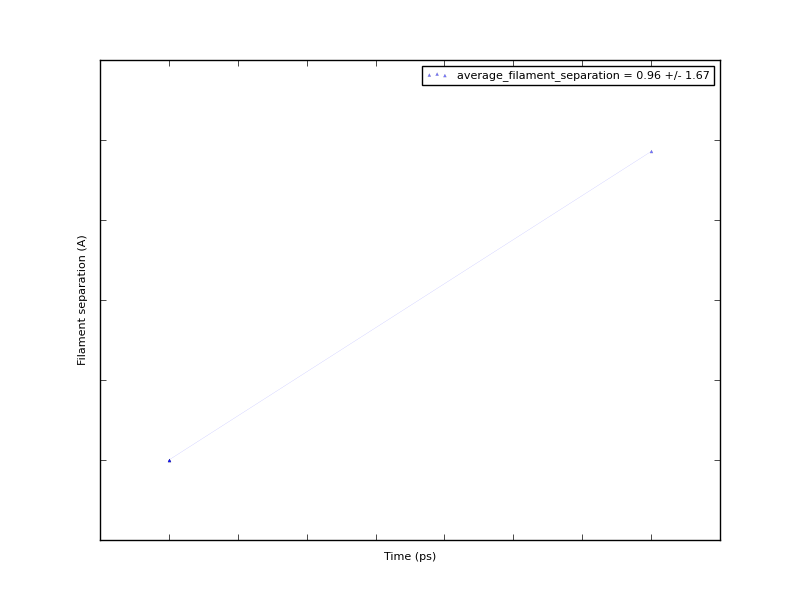 average_filament_separation = 0.96 +/- 1.67
Filament separation (A)
Time (ps)